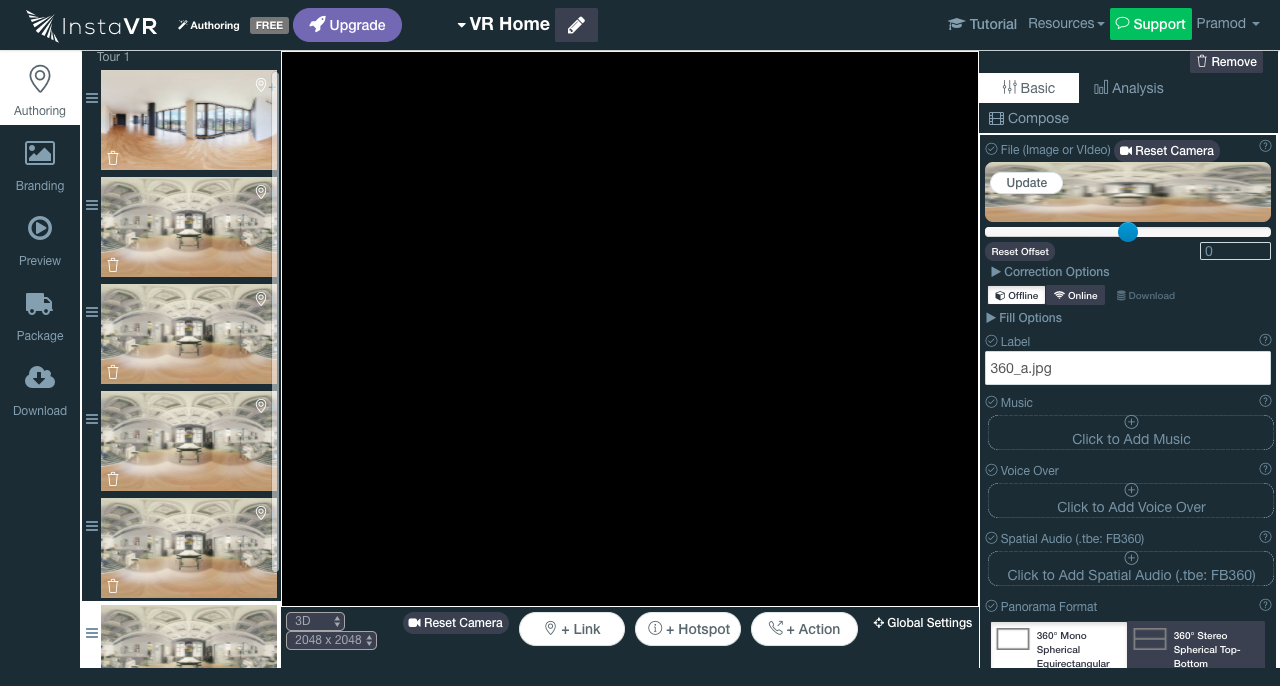 InstaVR
Authoring
FREE
Upgrade
VR Home
Tutorial
Resources
Support
Pramod
Authoring
Branding
Preview
Package
Download
Tour 1
3D
2048 x 2048
Reset Camera
+ Link
+ Hotspot
+ Action
Global Settings
Remove
Basic
Analysis
Compose
File (Image or VIdeo)
Reset Camera
Update
Reset Offset
0
Correction Options
Offline
Online
Download
Fill Options
Label
360_a.jpg
Music
Click to Add Music
Voice Over
Click to Add Voice Over
Spatial Audio (.tbe: FB360)
Click to Add Spatial Audio (.tbe: FB360)
Panorama Format
360° Mono
Spherical
Equirectangular
360° Stereo
Spherical Top-
Bottom